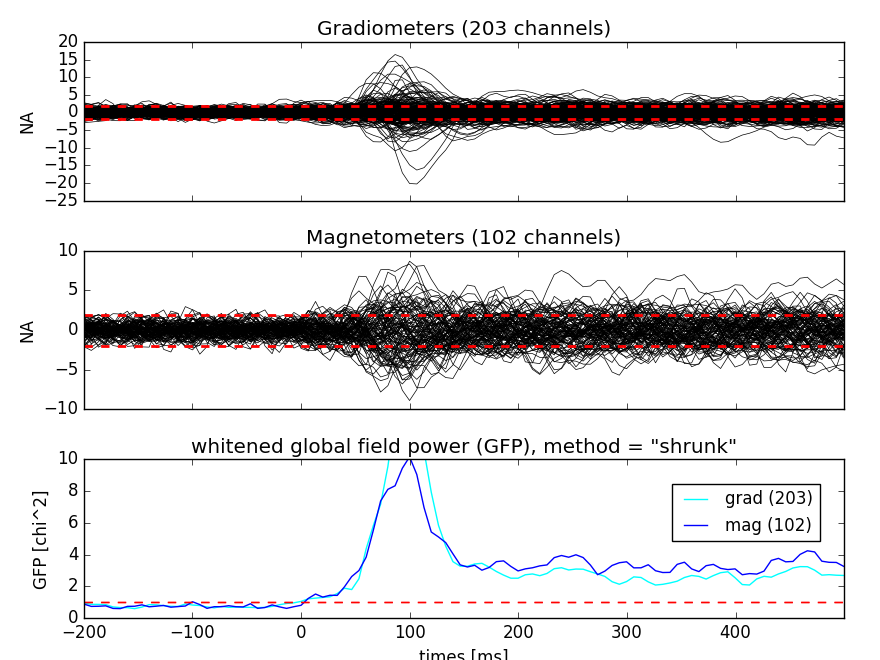 Gradiometers (203 channels)
20
15
10
5
0
−5
−10
−15
−20
−25
NA
Magnetometers (102 channels)
10
5
0
−5
−10
NA
whitened global field power (GFP), method = "shrunk"
10
8
6
4
2
0
GFP [chi^2]
grad (203)
mag (102)
−200 −100 0 100 200 300 400
times [ms]